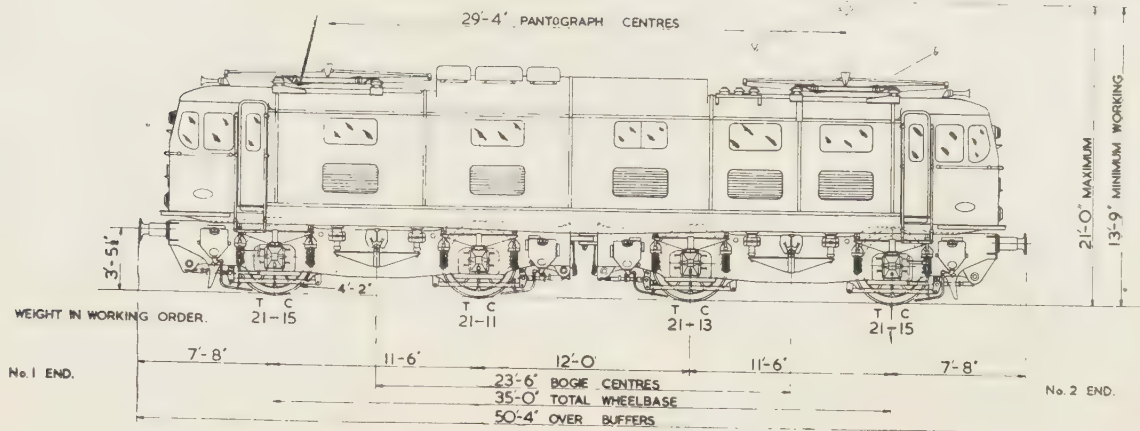 29'-4" PANTOGRAPH CENTRES
6
21'-0" MAXIMUM
13'-9" MINIMUM WORKING
3'-5½"
4'-2"
T C T C T C T C
21-15 21-11 21-13 21-15
WEIGHT IN WORKING ORDER.
7'-8" 11'-6" 12'-0" 11'-6" 7'-8"
No. 1 END.
23'-6" BOGIE CENTRES
No. 2 END.
35'-0" TOTAL WHEELBASE
50'-4" OVER BUFFERS